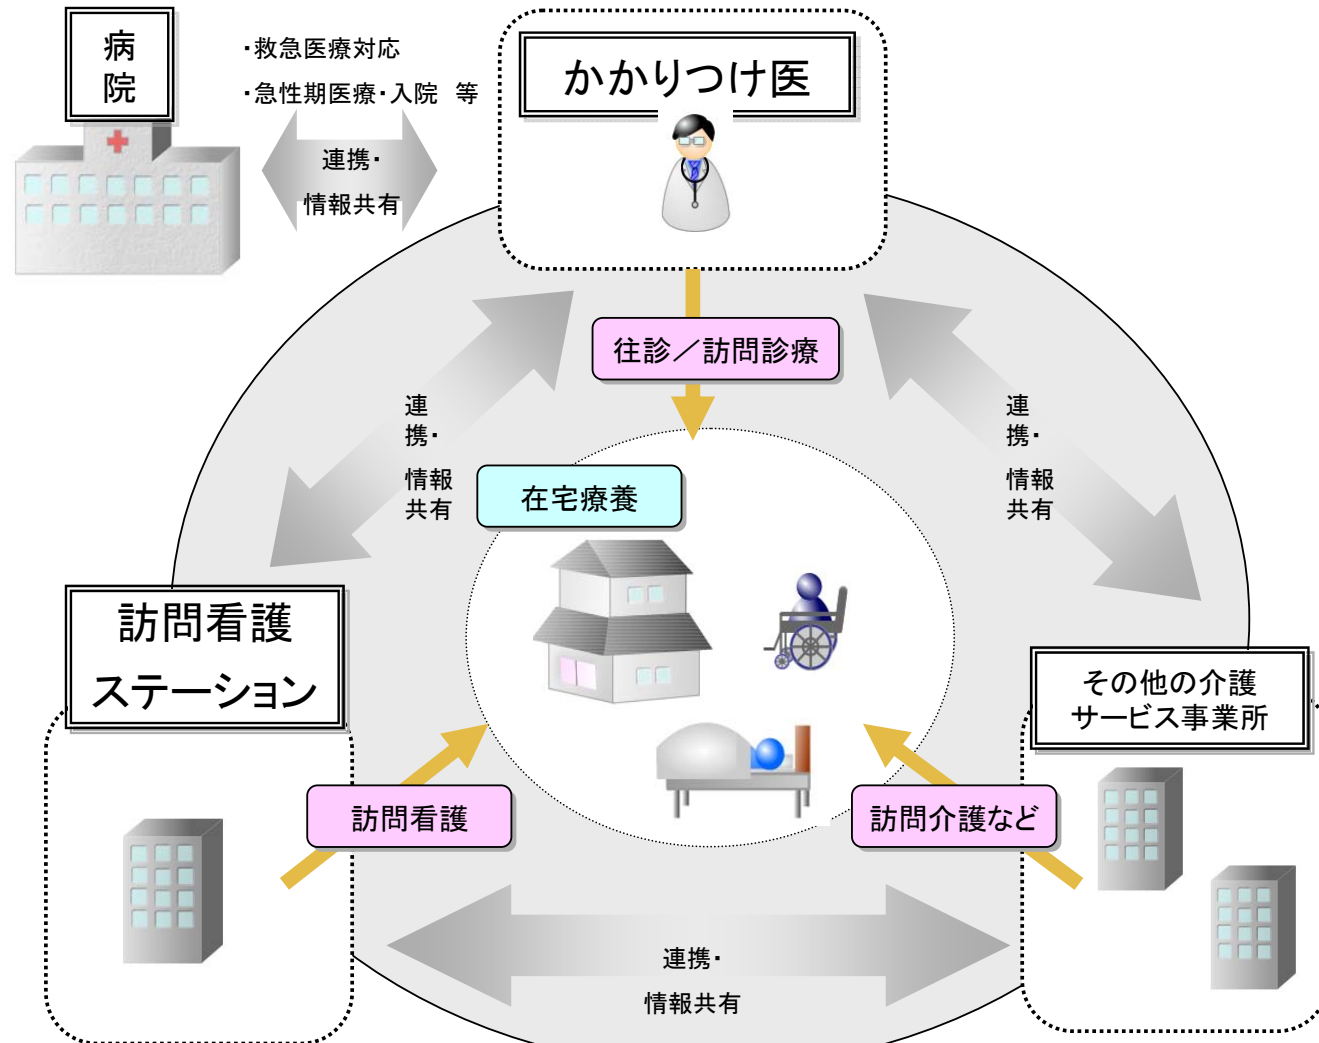 病
院
・救急医療対応
・急性期医療・入院 等
連携・
情報共有
かかりつけ医
往診／訪問診療
連
携・
情報
共有
連
携・
情報
共有
在宅療養
訪問看護
ステーション
その他の介護
サービス事業所
訪問看護
訪問介護など
連携・
情報共有